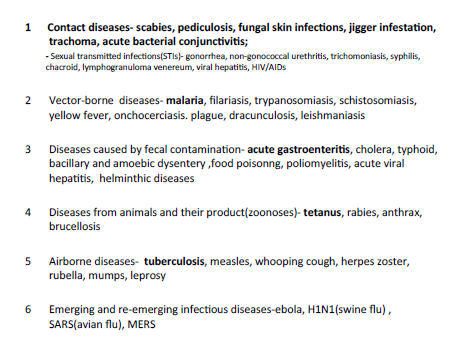 1 Contact diseases- scabies, pediculosis, fungal skin infections, jigger infestation,
trachoma, acute bacterial conjunctivitis;
- Sexual transmitted infections(STIs)- gonorrhea, non-gonococcal urethritis, trichomoniasis, syphilis,
chacroid, lymphogranuloma venereum, viral hepatitis, HIV/AIDs
2 Vector-borne diseases- malaria, filariasis, trypanosomiasis, schistosomiasis,
yellow fever, onchocerciasis. plague, dracunculosis, leishmaniasis
3 Diseases caused by fecal contamination- acute gastroenteritis, cholera, typhoid,
bacillary and amoebic dysentery ,food poisonng, poliomyelitis, acute viral
hepatitis, helminthic diseases
4 Diseases from animals and their product(zoonoses)- tetanus, rabies, anthrax,
brucellosis
5 Airborne diseases- tuberculosis, measles, whooping cough, herpes zoster,
rubella, mumps, leprosy
6 Emerging and re-emerging infectious diseases-ebola, H1N1(swine flu) ,
SARS(avian flu), MERS